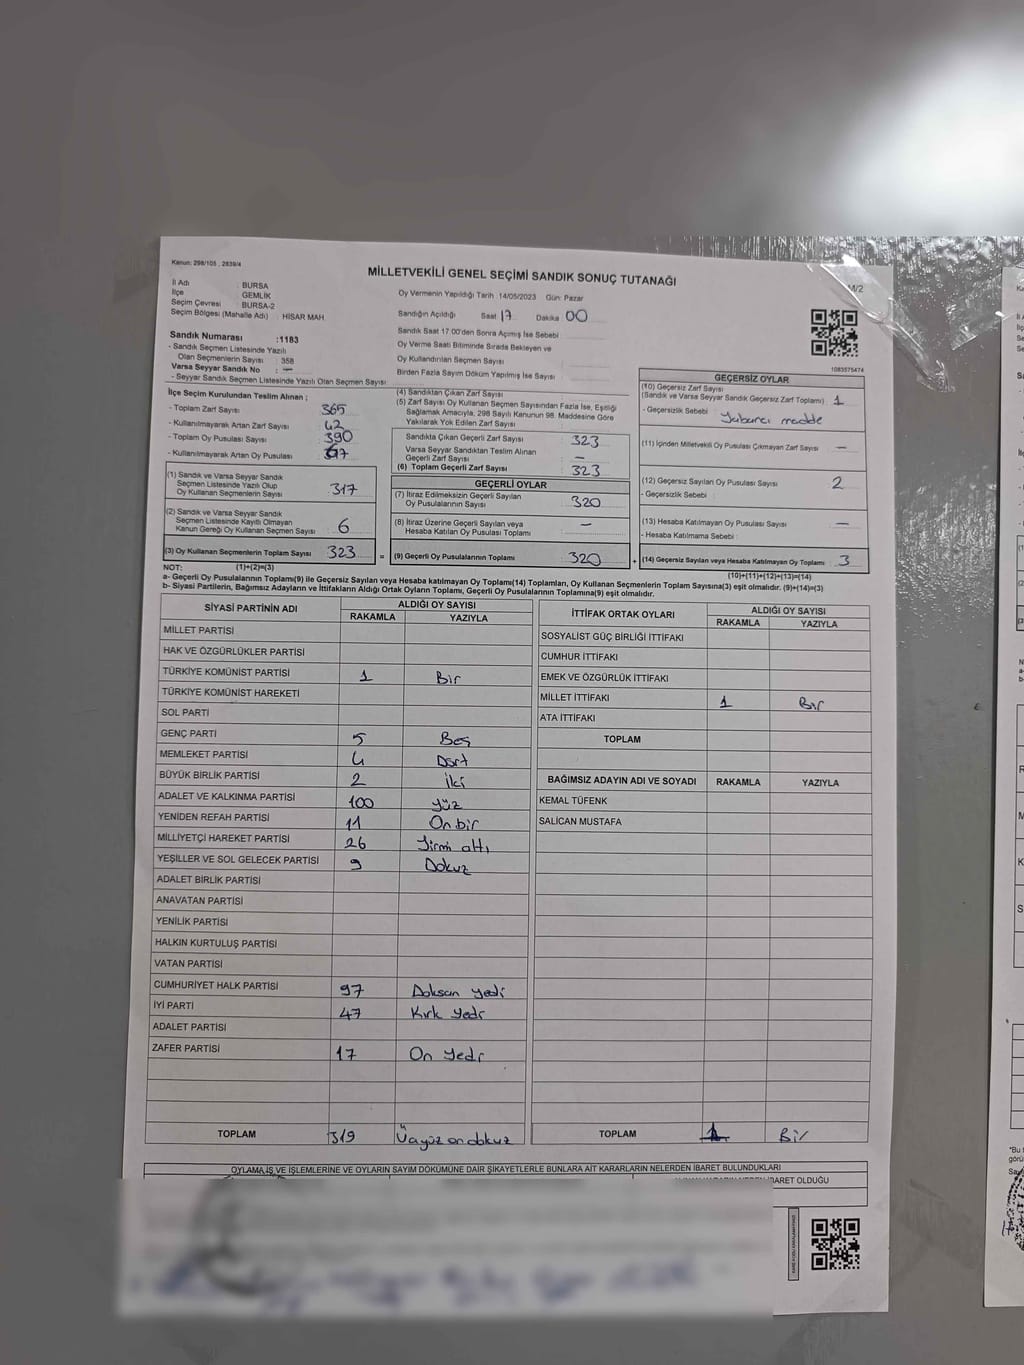 Kanun: 298/105 , 2839/4
MİLLETVEKİLİ GENEL SEÇİMİ SANDIK SONUÇ TUTANAĞI
M/2
İl Adı : BURSA
İlçe GEMLİK
Seçim Çevresi BURSA-2
Seçim Bölgesi (Mahalle Adı) : HİSAR MAH
Oy Vermenin Yapıldığı Tarih :14/05/2023 Gün: Pazar
Sandığın Açıldığı Saat 17 Dakika 00
Sandık Saat 17.00'den Sonra Açılmış İse Sebebi
Oy Verme Saati Bitiminde Sırada Bekleyen ve
Oy Kullandırılan Seçmen Sayısı
Birden Fazla Sayım Döküm Yapılmış İse Sayısı
1083575474
Sandık Numarası :1183
- Sandık Seçmen Listesinde Yazılı
Olan Seçmenlerin Sayısı : 358
Varsa Seyyar Sandık No : —
- Seyyar Sandık Seçmen Listesinde Yazılı Olan Seçmen Sayısı
İlçe Seçim Kurulundan Teslim Alınan ;
- Toplam Zarf Sayısı 365
- Kullanılmayarak Artan Zarf Sayısı 42
- Toplam Oy Pusulası Sayısı 390
- Kullanılmayarak Artan Oy Pusulası
(1) Sandık ve Varsa Seyyar Sandık
Seçmen Listesinde Yazılı Olup
Oy Kullanan Seçmenlerin Sayısı 317
(2) Sandık ve Varsa Seyyar Sandık
Seçmen Listesinde Kayıtlı Olmayan
Kanun Gereği Oy Kullanan Seçmen Sayısı 6
(3) Oy Kullanan Seçmenlerin Toplam Sayısı 323
(1)+(2)=(3)
(4) Sandıktan Çıkan Zarf Sayısı
(5) Zarf Sayısı Oy Kullanan Seçmen Sayısından Fazla İse, Eşitliği
Sağlamak Amacıyla, 298 Sayılı Kanunun 98. Maddesine Göre
Yakılarak Yok Edilen Zarf Sayısı
Sandıkta Çıkan Geçerli Zarf Sayısı 323
Varsa Seyyar Sandıktan Teslim Alınan
Geçerli Zarf Sayısı —
(6) Toplam Geçerli Zarf Sayısı 323
GEÇERLİ OYLAR
(7) İtiraz Edilmeksizin Geçerli Sayılan
Oy Pusulalarının Sayısı 320
(8) İtiraz Üzerine Geçerli Sayılan veya
Hesaba Katılan Oy Pusulası Toplamı —
= (9) Geçerli Oy Pusulalarının Toplamı 320
GEÇERSİZ OYLAR
(10) Geçersiz Zarf Sayısı
(Sandık ve Varsa Seyyar Sandık Geçersiz Zarf Toplamı) 1
- Geçersizlik Sebebi Yabancı madde
(11) İçinden Milletvekili Oy Pusulası Çıkmayan Zarf Sayısı —
(12) Geçersiz Sayılan Oy Pusulası Sayısı 2
- Geçersizlik Sebebi
(13) Hesaba Katılmayan Oy Pusulası Sayısı —
- Hesaba Katılmama Sebebi
+ (14) Geçersiz Sayılan veya Hesaba Katılmayan Oy Toplamı 3
(10)+(11)+(12)+(13)=(14)
NOT:
a- Geçerli Oy Pusulalarının Toplamı(9) ile Geçersiz Sayılan veya Hesaba katılmayan Oy Toplamı(14) Toplamları, Oy Kullanan Seçmenlerin Toplam Sayısına(3) eşit olmalıdır. (9)+(14)=(3)
b- Siyasi Partilerin, Bağımsız Adayların ve İttifakların Aldığı Ortak Oyların Toplamı, Geçerli Oy Pusulalarının Toplamına(9) eşit olmalıdır.
SİYASİ PARTİNİN ADI ALDIĞI OY SAYISI
RAKAMLA YAZIYLA
MİLLET PARTİSİ
HAK VE ÖZGÜRLÜKLER PARTİSİ
TÜRKİYE KOMÜNİST PARTİSİ 1 Bir
TÜRKİYE KOMÜNİST HAREKETİ
SOL PARTİ
GENÇ PARTİ 5 Beş
MEMLEKET PARTİSİ 4 Dört
BÜYÜK BİRLİK PARTİSİ 2 İki
ADALET VE KALKINMA PARTİSİ 100 Yüz
YENİDEN REFAH PARTİSİ 11 On bir
MİLLİYETÇİ HAREKET PARTİSİ 26 Yirmi altı
YEŞİLLER VE SOL GELECEK PARTİSİ 9 Dokuz
ADALET BİRLİK PARTİSİ
ANAVATAN PARTİSİ
YENİLİK PARTİSİ
HALKIN KURTULUŞ PARTİSİ
VATAN PARTİSİ
CUMHURİYET HALK PARTİSİ 97 Doksan yedi
İYİ PARTİ 47 Kırk yedi
ADALET PARTİSİ
ZAFER PARTİSİ 17 On yedi
TOPLAM 319 Üçyüz on dokuz
İTTİFAK ORTAK OYLARI ALDIĞI OY SAYISI
RAKAMLA YAZIYLA
SOSYALİST GÜÇ BİRLİĞİ İTTİFAKI
CUMHUR İTTİFAKI
EMEK VE ÖZGÜRLÜK İTTİFAKI
MİLLET İTTİFAKI 1 Bir
ATA İTTİFAKI
TOPLAM
BAĞIMSIZ ADAYIN ADI VE SOYADI RAKAMLA YAZIYLA
KEMAL TÜFENK
SALİCAN MUSTAFA
TOPLAM 1 Bir
OYLAMA İŞ VE İŞLEMLERİNE VE OYLARIN SAYIM DÖKÜMÜNE DAİR ŞİKAYETLERLE BUNLARA AİT KARARLARIN NELERDEN İBARET BULUNDUKLARI
İBARET OLDUĞU